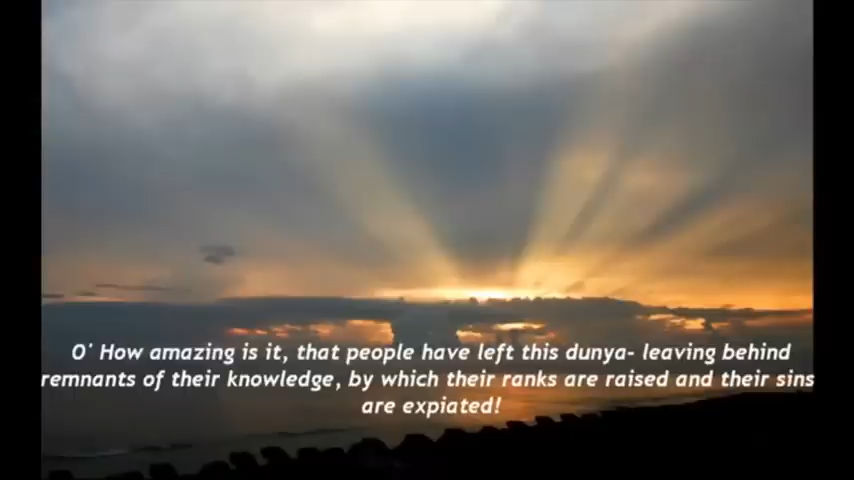 O' How amazing is it, that people have left this dunya- leaving behind
remnants of their knowledge, by which their ranks are raised and their sins
are expiated!